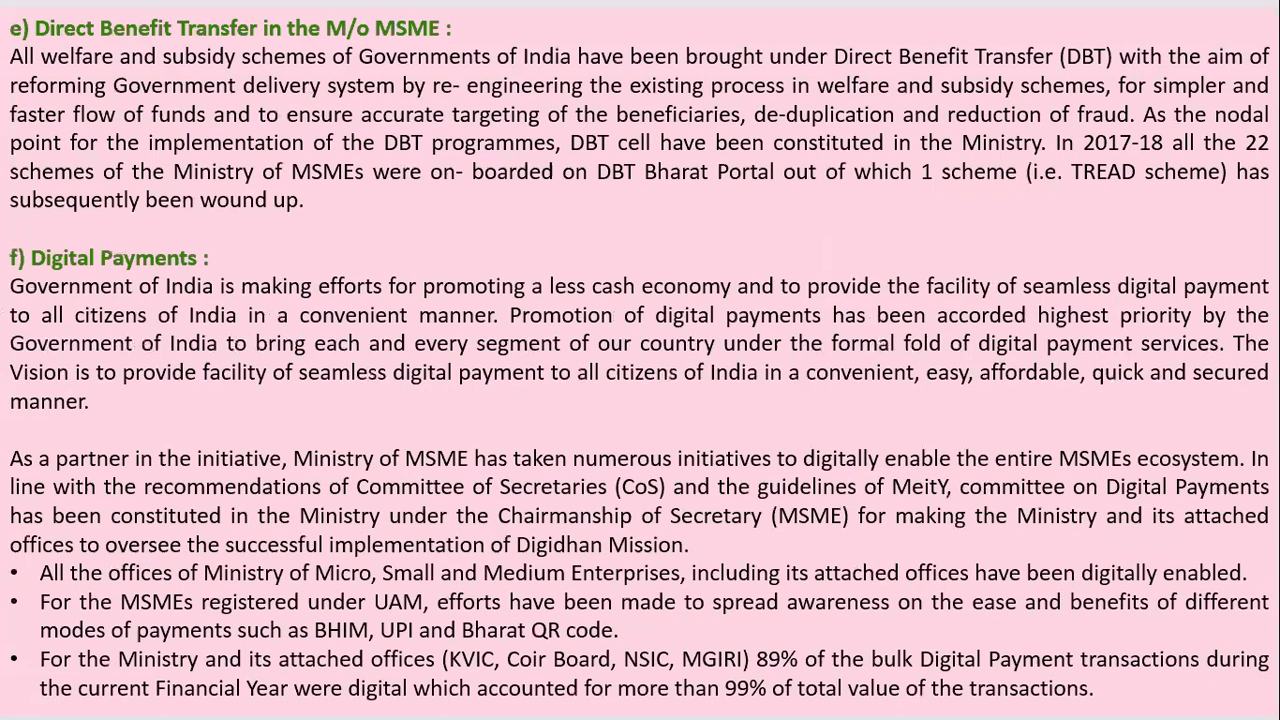 e) Direct Benefit Transfer in the M/o MSME :
All welfare and subsidy schemes of Governments of India have been brought under Direct Benefit Transfer (DBT) with the aim of
reforming Government delivery system by re- engineering the existing process in welfare and subsidy schemes, for simpler and
faster flow of funds and to ensure accurate targeting of the beneficiaries, de-duplication and reduction of fraud. As the nodal
point for the implementation of the DBT programmes, DBT cell have been constituted in the Ministry. In 2017-18 all the 22
schemes of the Ministry of MSMEs were on- boarded on DBT Bharat Portal out of which 1 scheme (i.e. TREAD scheme) has
subsequently been wound up.
f) Digital Payments :
Government of India is making efforts for promoting a less cash economy and to provide the facility of seamless digital payment
to all citizens of India in a convenient manner. Promotion of digital payments has been accorded highest priority by the
Government of India to bring each and every segment of our country under the formal fold of digital payment services. The
Vision is to provide facility of seamless digital payment to all citizens of India in a convenient, easy, affordable, quick and secured
manner.
As a partner in the initiative, Ministry of MSME has taken numerous initiatives to digitally enable the entire MSMEs ecosystem. In
line with the recommendations of Committee of Secretaries (CoS) and the guidelines of MeitY, committee on Digital Payments
has been constituted in the Ministry under the Chairmanship of Secretary (MSME) for making the Ministry and its attached
offices to oversee the successful implementation of Digidhan Mission.
• All the offices of Ministry of Micro, Small and Medium Enterprises, including its attached offices have been digitally enabled.
• For the MSMEs registered under UAM, efforts have been made to spread awareness on the ease and benefits of different
modes of payments such as BHIM, UPI and Bharat QR code.
• For the Ministry and its attached offices (KVIC, Coir Board, NSIC, MGIRI) 89% of the bulk Digital Payment transactions during
the current Financial Year were digital which accounted for more than 99% of total value of the transactions.